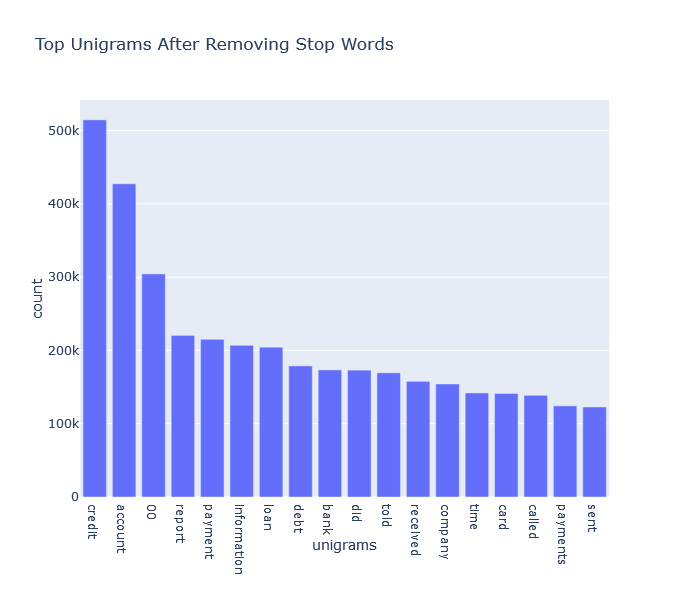 Top Unigrams After Removing Stop Words
500k
400k
300k
200k
100k
0
count
credit
account
00
report
payment
information
loan
debt
bank
did
told
received
company
time
card
called
payments
sent
unigrams